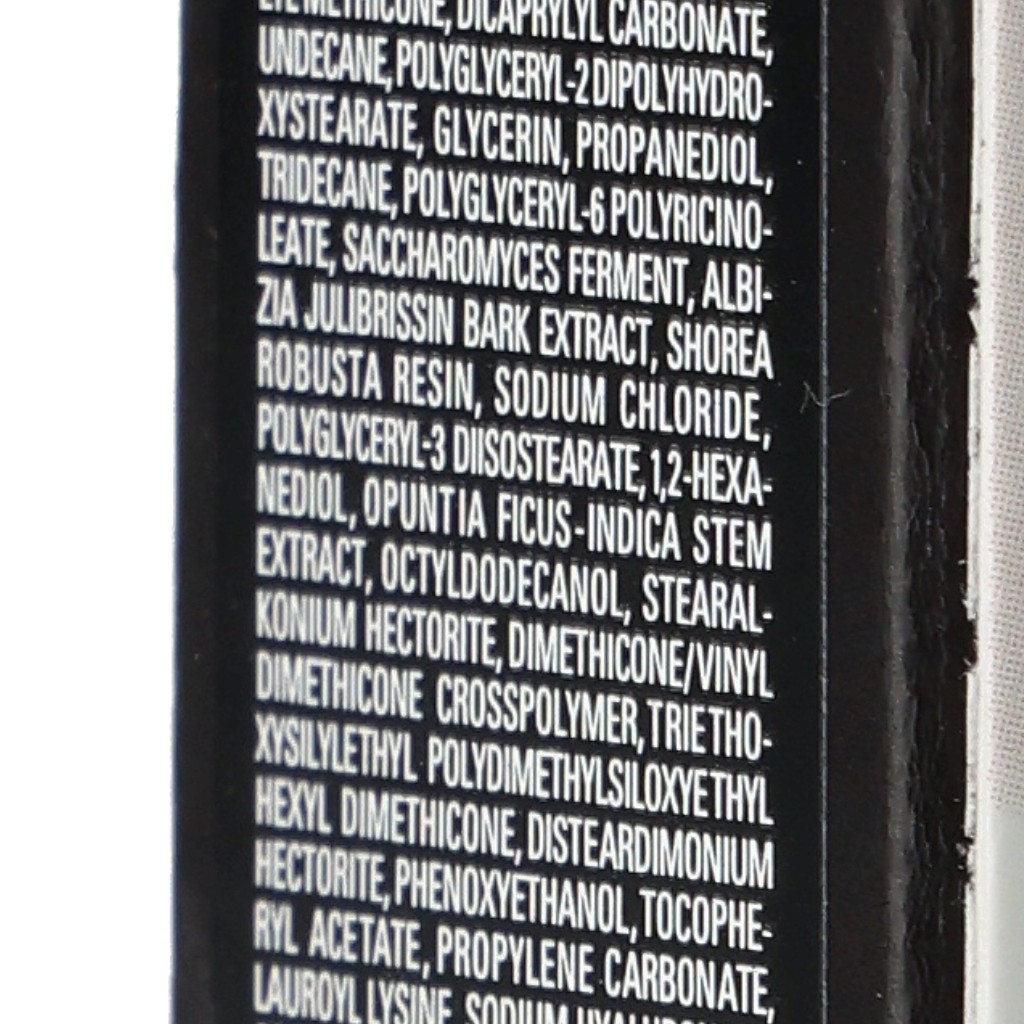 DICAPRYLYL CARBONATE,
UNDECANE, POLYGLYCERYL-2 DIPOLYHYDRO-
XYSTEARATE, GLYCERIN, PROPANEDIOL,
TRIDECANE, POLYGLYCERYL-6 POLYRICINO-
LEATE, SACCHAROMYCES FERMENT, ALBI-
ZIA JULIBRISSIN BARK EXTRACT, SHOREA
ROBUSTA RESIN, SODIUM CHLORIDE,
POLYGLYCERYL-3 DIISOSTEARATE, 1,2-HEXA-
NEDIOL, OPUNTIA FICUS-INDICA STEM
EXTRACT, OCTYLDODECANOL, STEARAL-
KONIUM HECTORITE, DIMETHICONE/VINYL
DIMETHICONE CROSSPOLYMER, TRIETHO-
XYSILYLETHYL POLYDIMETHYLSILOXYETHYL
HEXYL DIMETHICONE, DISTEARDIMONIUM
HECTORITE, PHENOXYETHANOL, TOCOPHE-
RYL ACETATE, PROPYLENE CARBONATE,
LAUROYL LYSINE, SODIUM